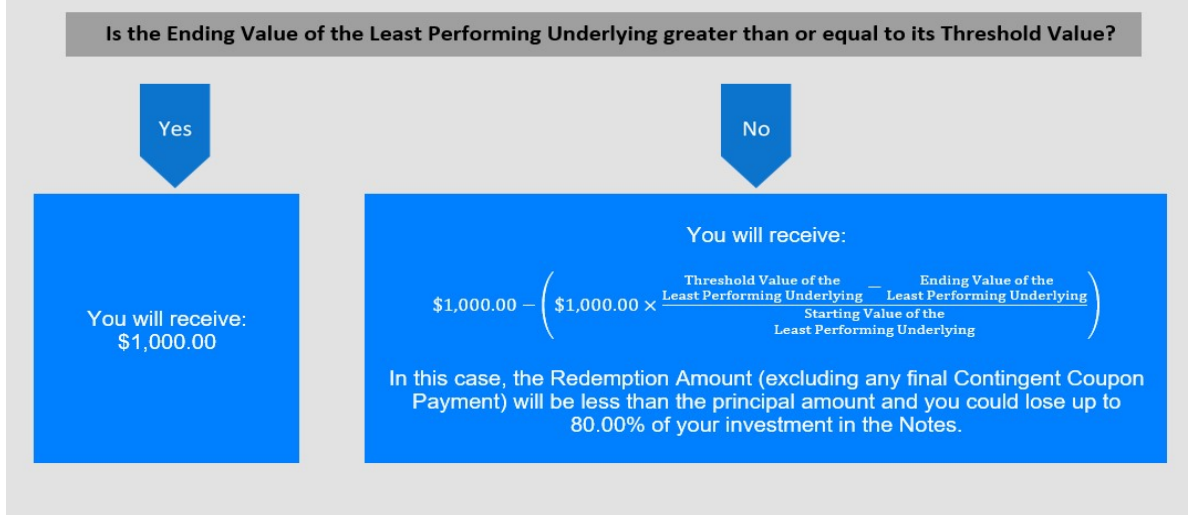 Is the Ending Value of the Least Performing Underlying greater than or equal to its Threshold Value?
Yes
No
You will receive:
$1,000.00
You will receive:
$1,000.00 − ( $1,000.00 × (Threshold Value of the Least Performing Underlying − Ending Value of the Least Performing Underlying) / Starting Value of the Least Performing Underlying )
In this case, the Redemption Amount (excluding any final Contingent Coupon
Payment) will be less than the principal amount and you could lose up to
80.00% of your investment in the Notes.